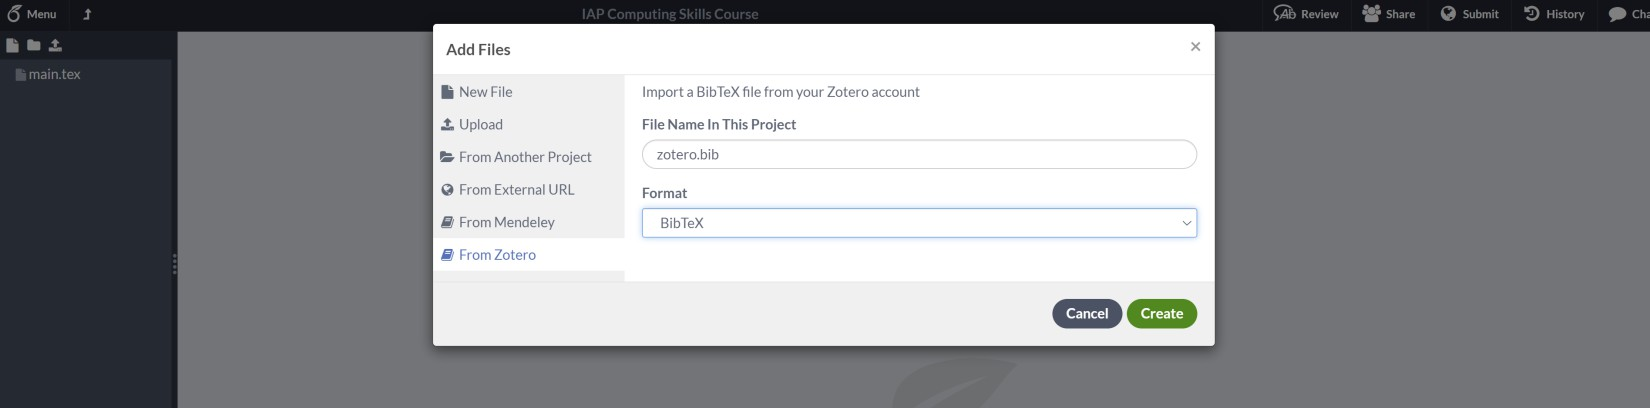 Menu
IAP Computing Skills Course
Review
Share
Submit
History
Cha
main.tex
Add Files
×
New File
Upload
From Another Project
From External URL
From Mendeley
From Zotero
Import a BibTeX file from your Zotero account
File Name In This Project
zotero.bib
Format
BibTeX
Cancel
Create